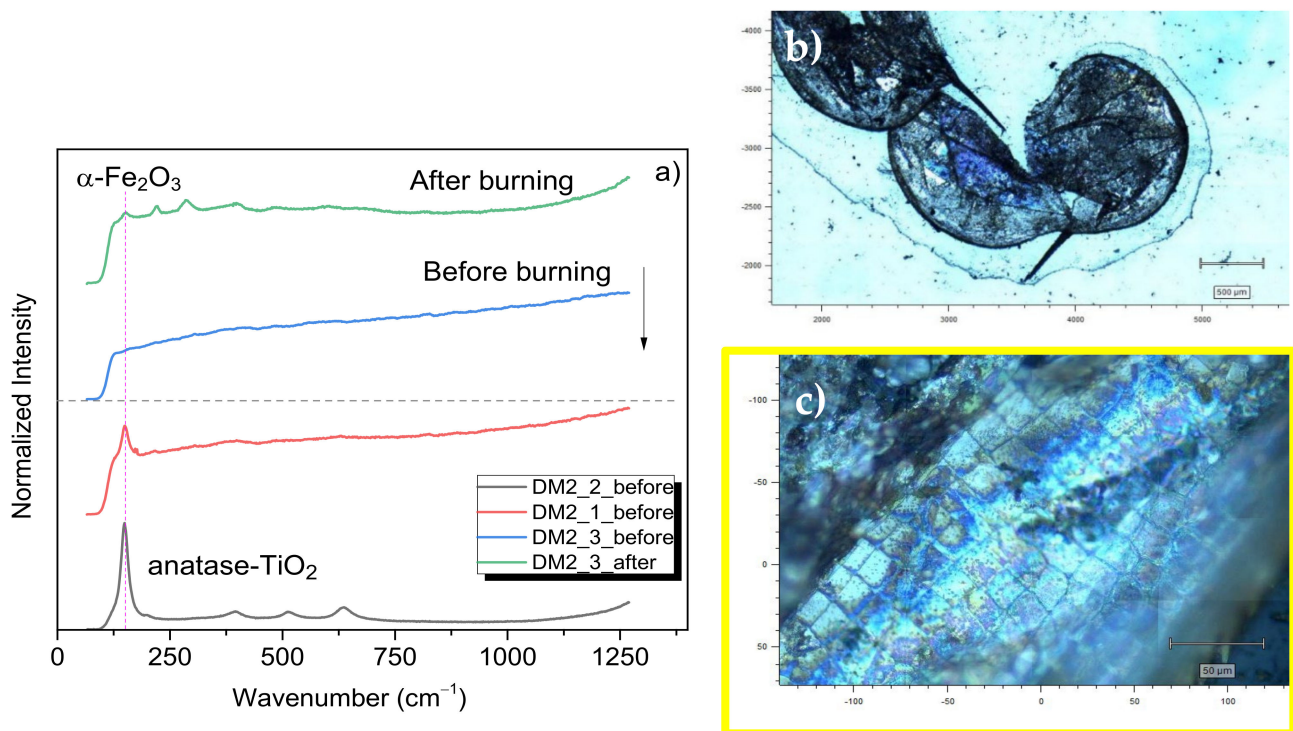 a)
α-Fe₂O₃
After burning
Before burning
DM2_2_before
DM2_1_before
DM2_3_before
DM2_3_after
anatase-TiO₂
Normalized Intensity
0 250 500 750 1000 1250
Wavenumber (cm⁻¹)
b)
-4000
-3500
-3000
-2500
-2000
500 µm
2000 3000 4000 5000
c)
-100
-50
0
50
50 µm
-100 -50 0 50 100